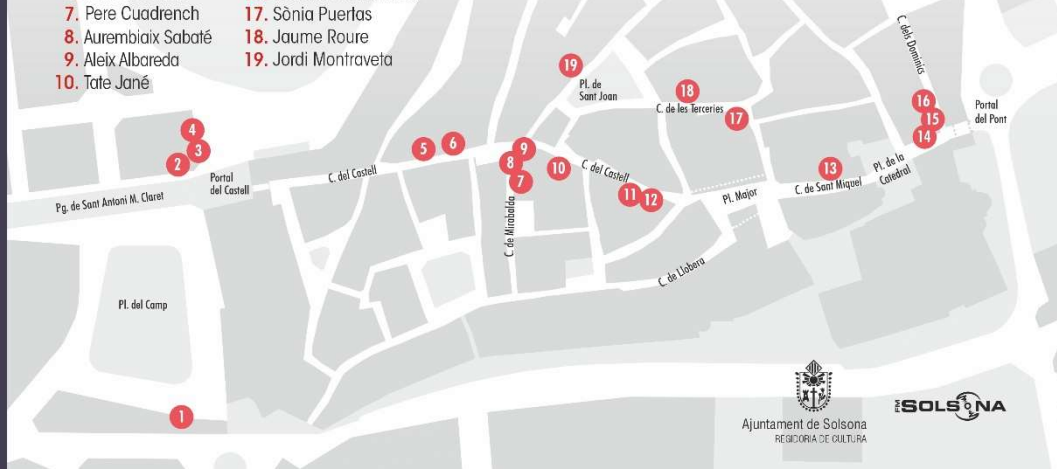 7. Pere Cuadrench
8. Aurembiaix Sabaté
9. Aleix Albareda
10. Tate Jané
17. Sònia Puertas
18. Jaume Roure
19. Jordi Montraveta
C. dels Dominics
19
Pl. de
Sant Joan
18
C. de les Terceries
17
16
15
14
Portal
del Pont
4
3
2
5
6
9
8
7
10
C. del Castell
C. del Castell
11
12
13
Pl. de la
Catedral
C. de Sant Miquel
Pl. Major
Portal
del Castell
Pg. de Sant Antoni M. Claret
C. de Mirabalda
C. de Llobera
Pl. del Camp
1
Ajuntament de Solsona
REGIDORIA DE CULTURA
FM SOLSONA